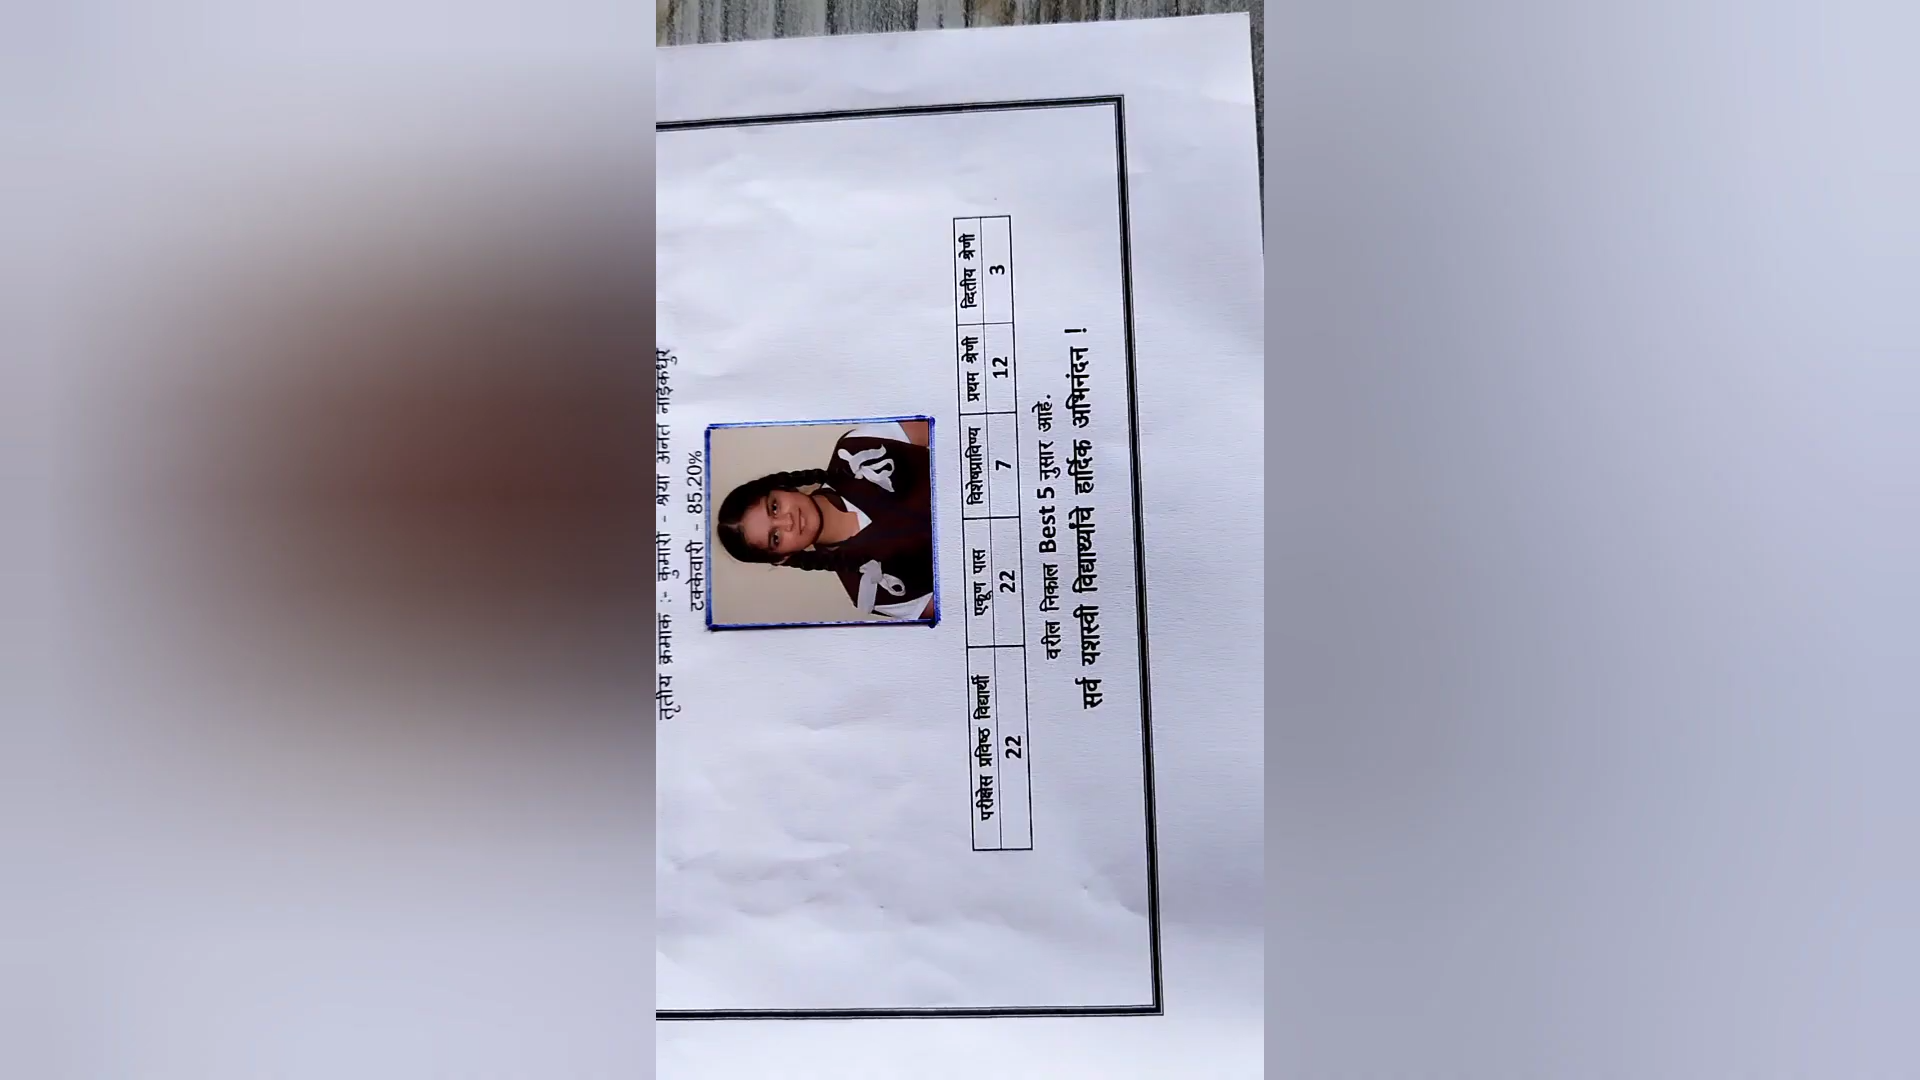 तृतीय क्रमांक :- कुमारी - श्रेया अनंत नाईकधुरे
टक्केवारी - 85.20%
परीक्षेस प्रविष्ठ विद्यार्थी एकूण पास विशेषप्राविण्य प्रथम श्रेणी व्दितीय श्रेणी
22 22 7 12 3
वरील निकाल Best 5 नुसार आहे.
सर्व यशस्वी विद्यार्थ्यांचे हार्दिक अभिनंदन !